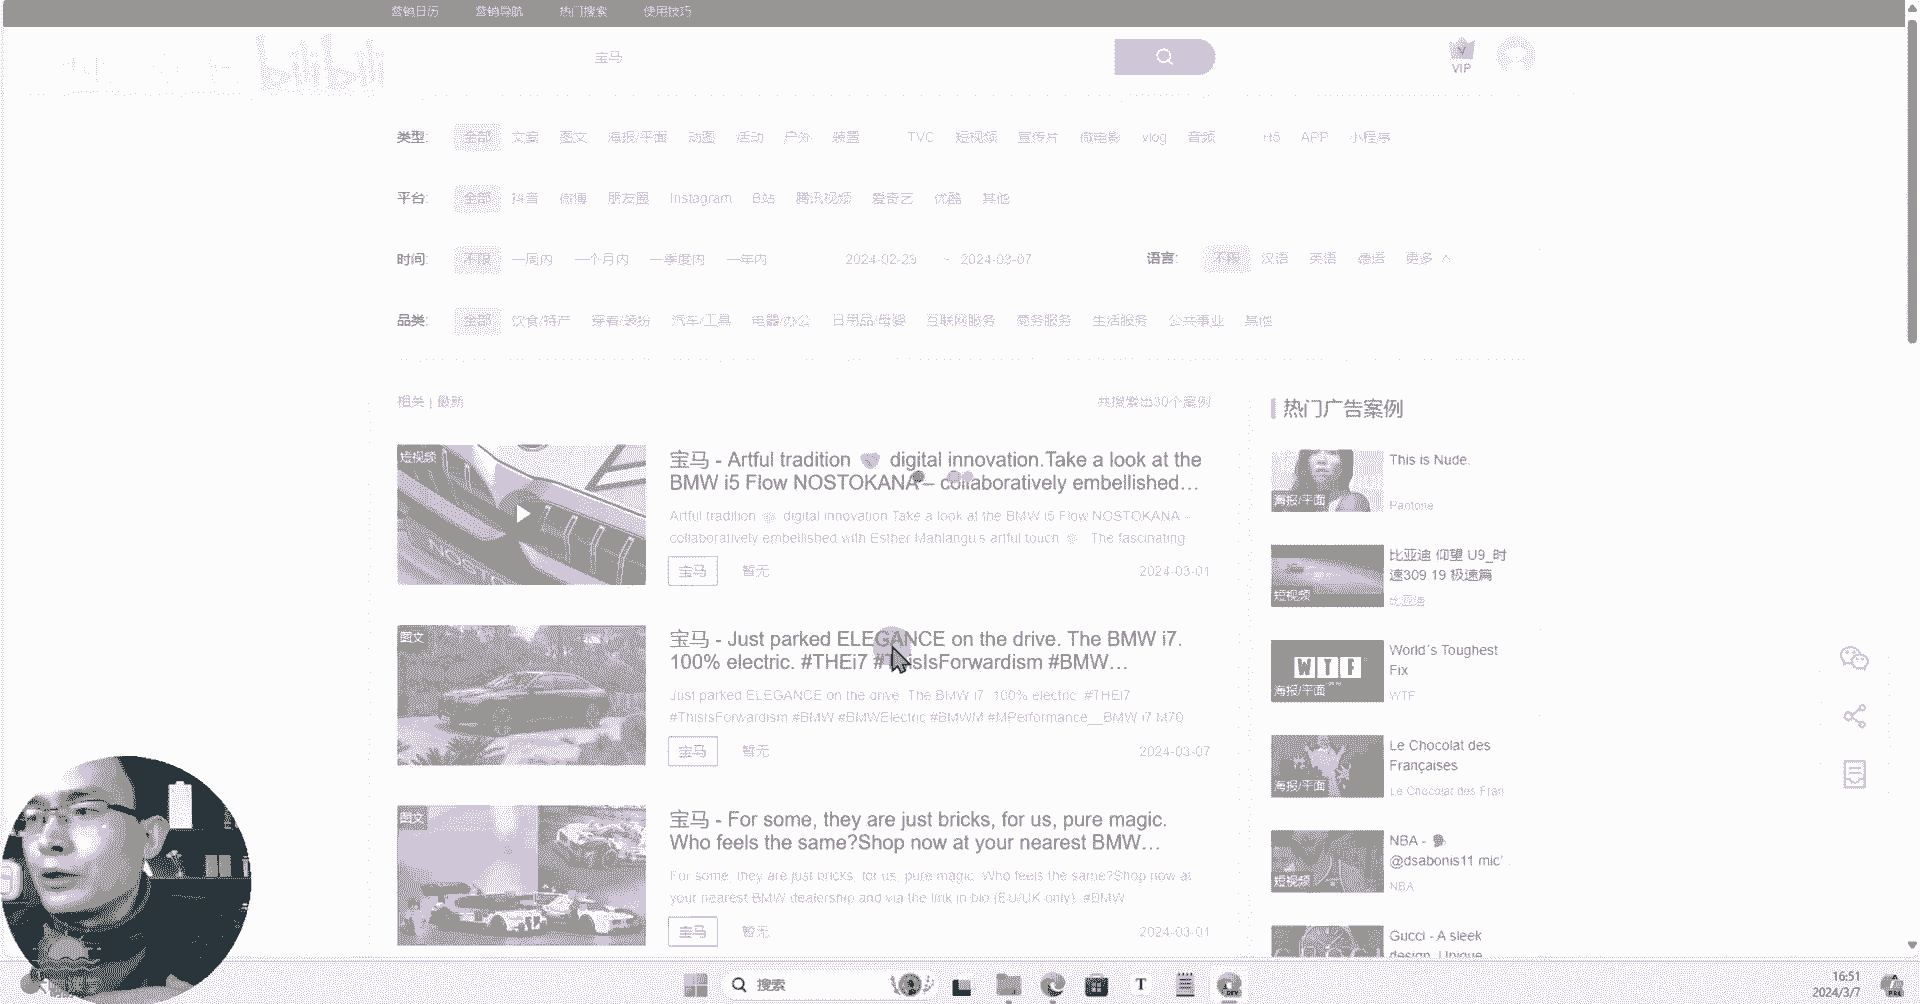 营销日历 营销导航 热门搜索 使用技巧
bilibili
宝马
VIP
类型: 全部 文案 图文 海报/平面 动图 活动 户外 装置 TVC 短视频 宣传片 微电影 vlog 音频 H5 APP 小程序
平台: 全部 抖音 微博 朋友圈 Instagram B站 腾讯视频 爱奇艺 优酷 其他
时间: 不限 一周内 一个月内 一季度内 一年内 2024-02-29 - 2024-03-07 语言: 不限 汉语 英语 德语 更多
品类: 全部 饮食/特产 穿着/装扮 汽车/工具 电器/办公 日用品/母婴 互联网服务 商务服务 生活服务 公共事业 其他
相关 | 最新 共搜索出30个案例
短视频
宝马 - Artful tradition digital innovation.Take a look at the
BMW i5 Flow NOSTOKANA – collaboratively embellished…
Artful tradition digital innovation Take a look at the BMW i5 Flow NOSTOKANA –
collaboratively embellished with Esther Mahlangu's artful touch The fascinating
宝马 暂无 2024-03-01
图文
宝马 - Just parked ELEGANCE on the drive. The BMW i7.
100% electric. #THEi7 #ThisIsForwardism #BMW…
Just parked ELEGANCE on the drive. The BMW i7. 100% electric. #THEi7
#ThisIsForwardism #BMW #BMWElectric #BMWM #MPerformance__BMW i7 M70
宝马 暂无 2024-03-07
图文
宝马 - For some, they are just bricks, for us, pure magic.
Who feels the same?Shop now at your nearest BMW…
For some, they are just bricks, for us, pure magic. Who feels the same?Shop now at
your nearest BMW dealership and via the link in bio (EU/UK only). #BMW
宝马 暂无 2024-03-01
热门广告案例
海报/平面
This is Nude.
Pantone
短视频
比亚迪 仰望 U9_时
速309.19 极速篇
比亚迪
WTF
海报/平面
World´s Toughest
Fix
WTF
海报/平面
Le Chocolat des
Françaises
Le Chocolat des Fran
短视频
NBA -
@dsabonis11 mic'
NBA
Gucci - A sleek
design. Unique
搜索
T
DEV
16:51
2024/3/7
PRE